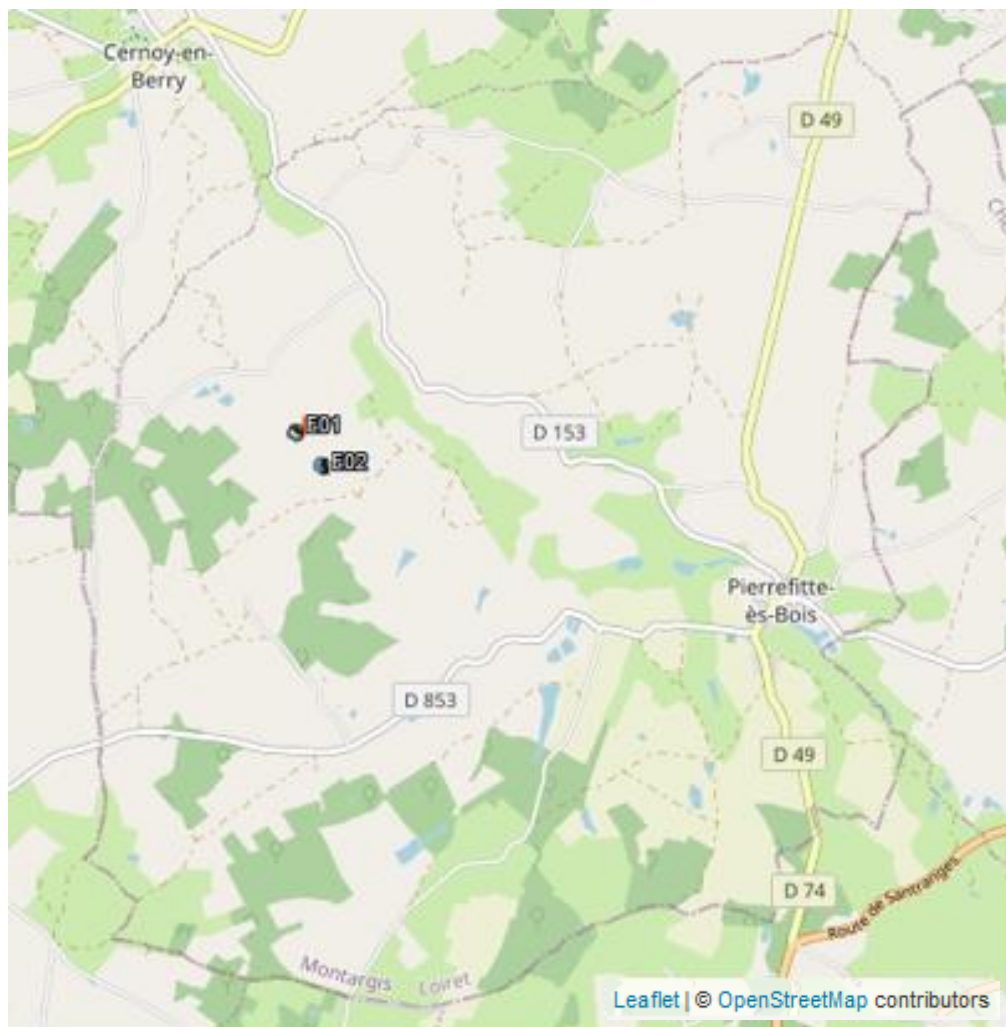 Cernoy-en-
Berry
D 49
E01
E02
D 153
Pierrefitte-
ès-Bois
D 853
D 49
D 74
Route de Santranges
Montargis
Loiret
Leaflet | © OpenStreetMap contributors